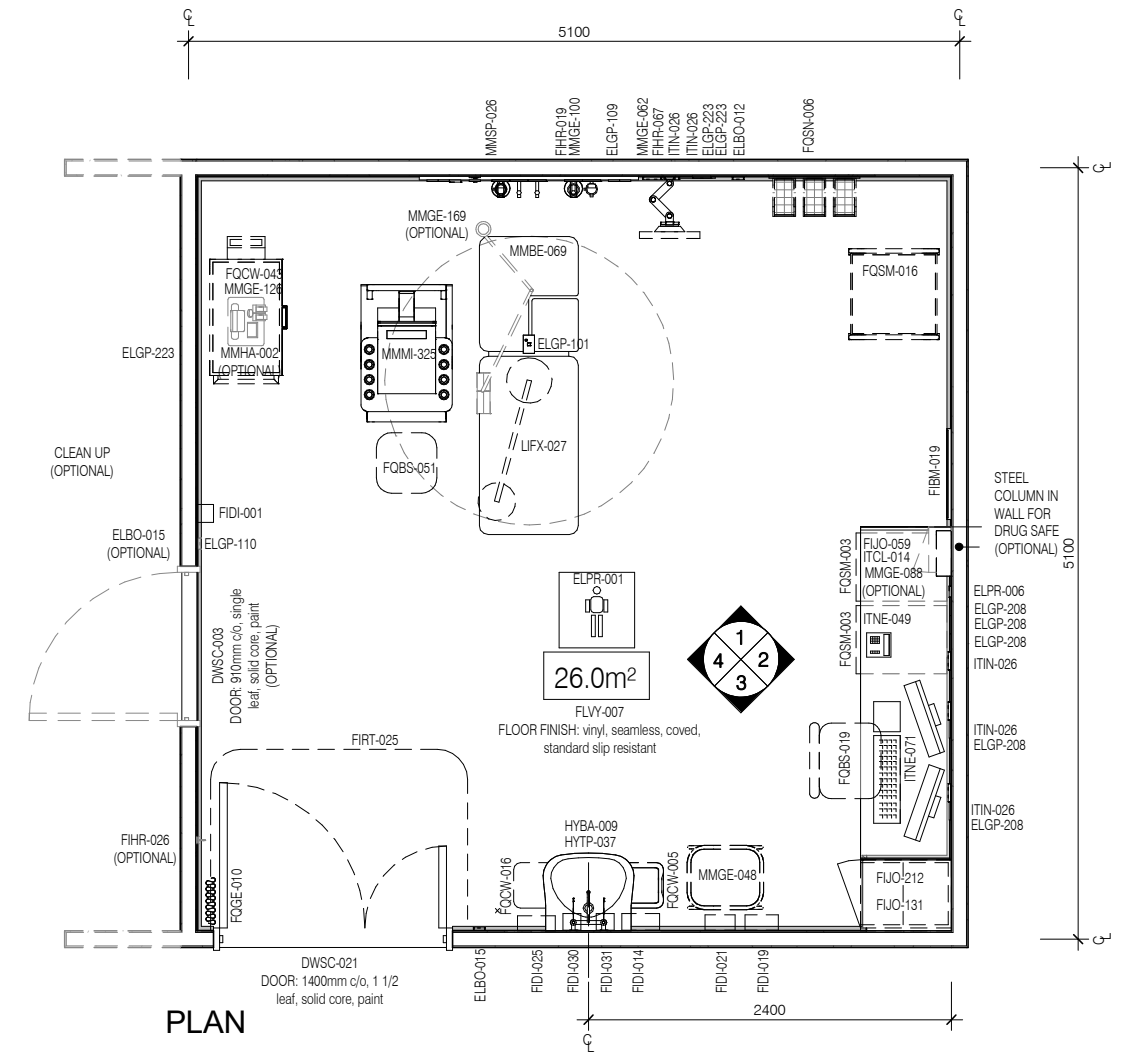 ℄
℄
5100
MMSP-026
FIHR-019
MMGE-100
ELGP-109
MMGE-062
FIHR-067
ITIN-026
ITIN-026
ELGP-223
ELGP-223
ELBO-012
FQSN-006
℄
MMGE-169
(OPTIONAL)
MMBE-069
FQCW-043
MMGE-126
MMHA-002
(OPTIONAL)
FQSM-016
ELGP-223
MMMI-325
ELGP-101
LIFX-027
FQBS-051
CLEAN UP
(OPTIONAL)
FIBM-019
STEEL
COLUMN IN
WALL FOR
DRUG SAFE
(OPTIONAL)
5100
FIDI-001
ELBO-015
(OPTIONAL)
ELGP-110
FQSM-003
FIJO-059
ITCL-014
MMGE-088
(OPTIONAL)
ELPR-001
ELPR-006
ELGP-208
ELGP-208
ELGP-208
ITIN-026
FQSM-003
ITNE-049
DWSC-003
DOOR: 910mm c/o, single
leaf, solid core, paint
(OPTIONAL)
1
4 2
3
26.0m²
FLVY-007
FLOOR FINISH: vinyl, seamless, coved,
standard slip resistant
FIRT-025
FQBS-019
ITNE-071
ITIN-026
ELGP-208
ITIN-026
ELGP-208
FIHR-026
(OPTIONAL)
HYBA-009
HYTP-037
FQGE-010
FQCW-016
FQCW-005
MMGE-048
FIJO-212
FIJO-131
℄
DWSC-021
DOOR: 1400mm c/o, 1 1/2
leaf, solid core, paint
ELBO-015
FIDI-025
FIDI-030
FIDI-031
FIDI-014
FIDI-021
FIDI-019
2400
℄
PLAN